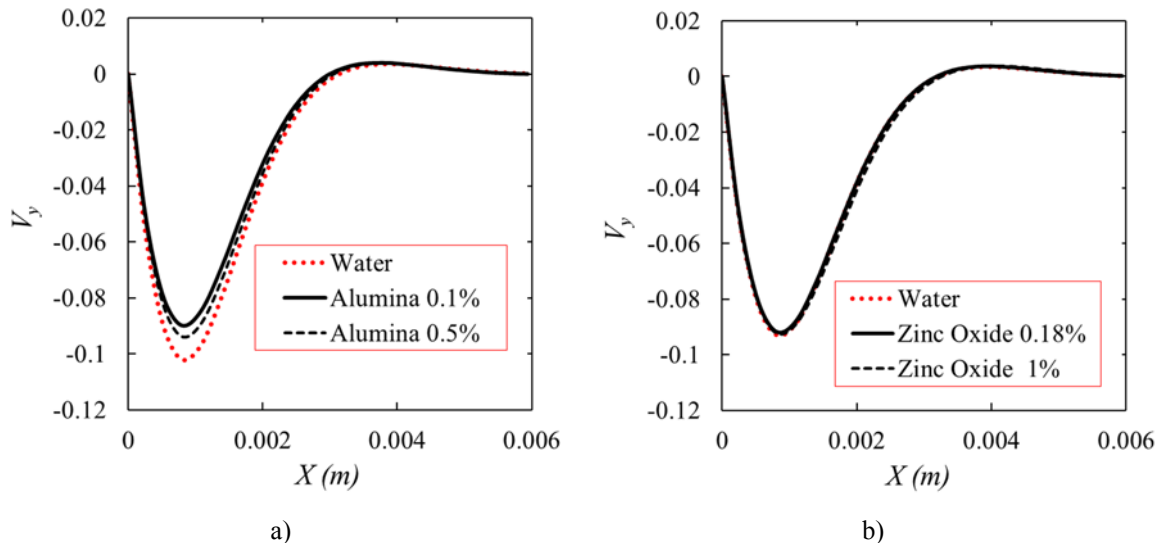 0.02
0
-0.02
-0.04
-0.06
-0.08
-0.1
-0.12
V_y
0 0.002 0.004 0.006
X (m)
Water
Alumina 0.1%
Alumina 0.5%
a)
0.02
0
-0.02
-0.04
-0.06
-0.08
-0.1
-0.12
V_y
0 0.002 0.004 0.006
X (m)
Water
Zinc Oxide 0.18%
Zinc Oxide 1%
b)